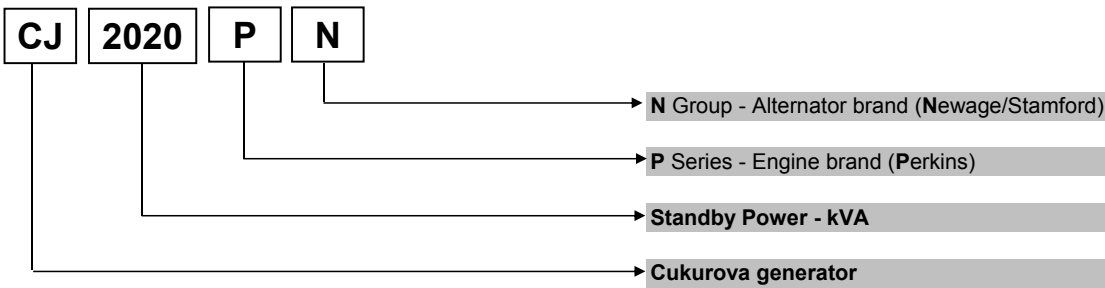 CJ 2020 P N
N Group - Alternator brand (Newage/Stamford)
P Series - Engine brand (Perkins)
Standby Power - kVA
Cukurova generator